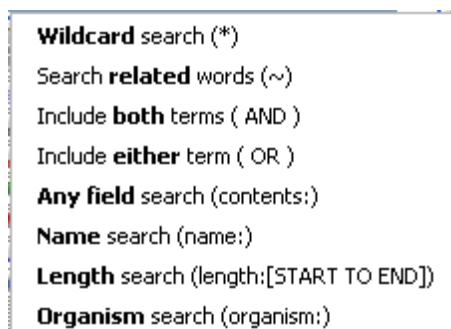 Wildcard search (*)
Search related words (~)
Include both terms ( AND )
Include either term ( OR )
Any field search (contents:)
Name search (name:)
Length search (length:[START TO END])
Organism search (organism:)